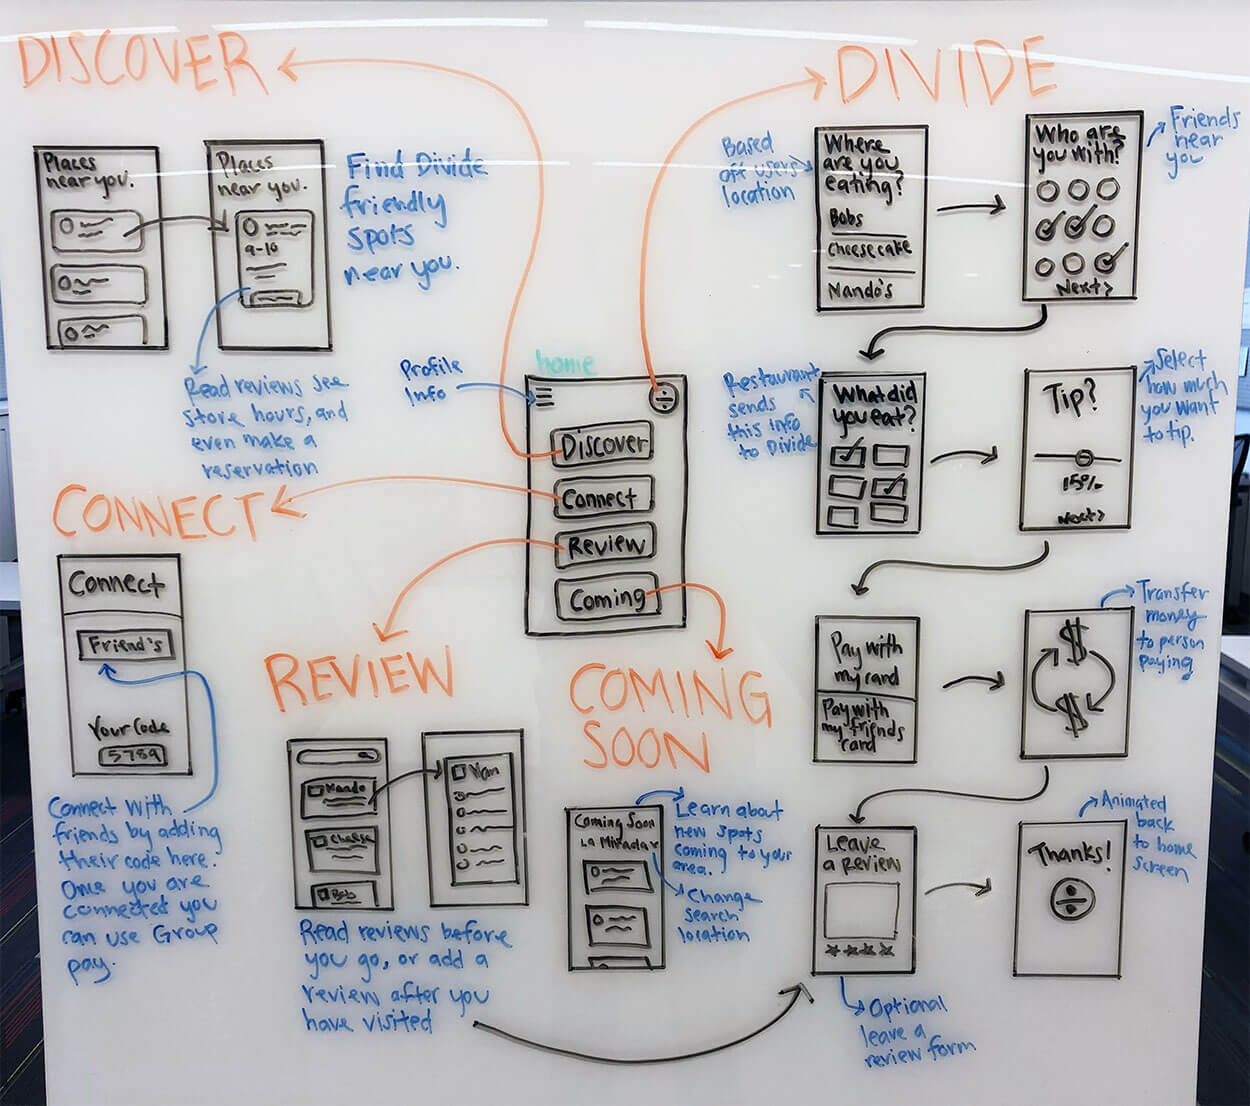 DISCOVER
Places
near you.
Places
near you.
9-10
Find Divide
friendly
spots
near you.
Read reviews see
store hours, and
even make a
reservation
home
Profile
Info
Discover
Connect
Review
Coming
CONNECT
Connect
Friend's
Your Code
5789
Connect with
friends by adding
their code here.
Once you are
connected you
can use Group
pay.
REVIEW
Nando
Cheese
Bob
Nam
Read reviews before
you go, or add a
review after you
have visited
COMING
SOON
Coming Soon
La Mirada
Learn about
new spots
coming to your
area.
Change
search
location
DIVIDE
Based
off users
location
Where
are you
eating?
Bobs
Cheesecake
Nando's
Who are
you with?
Next>
Friends
near
you
Restaurant
sends
this info
to Divide
What did
you eat?
Tip?
15%
Next>
Select
how much
you want
to tip.
Pay with
my card
Pay with
my friends
card
$
$
Transfer
money
to person
paying
Leave
a Review
Optional
leave a
review form
Thanks!
Animated
back
to home
screen